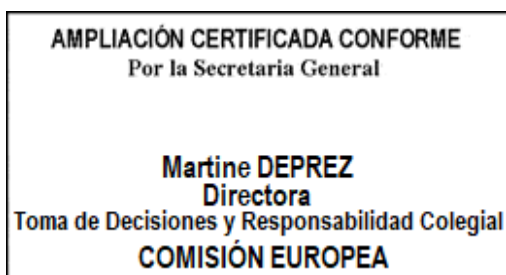 AMPLIACIÓN CERTIFICADA CONFORME
Por la Secretaria General
Martine DEPREZ
Directora
Toma de Decisiones y Responsabilidad Colegial
COMISIÓN EUROPEA